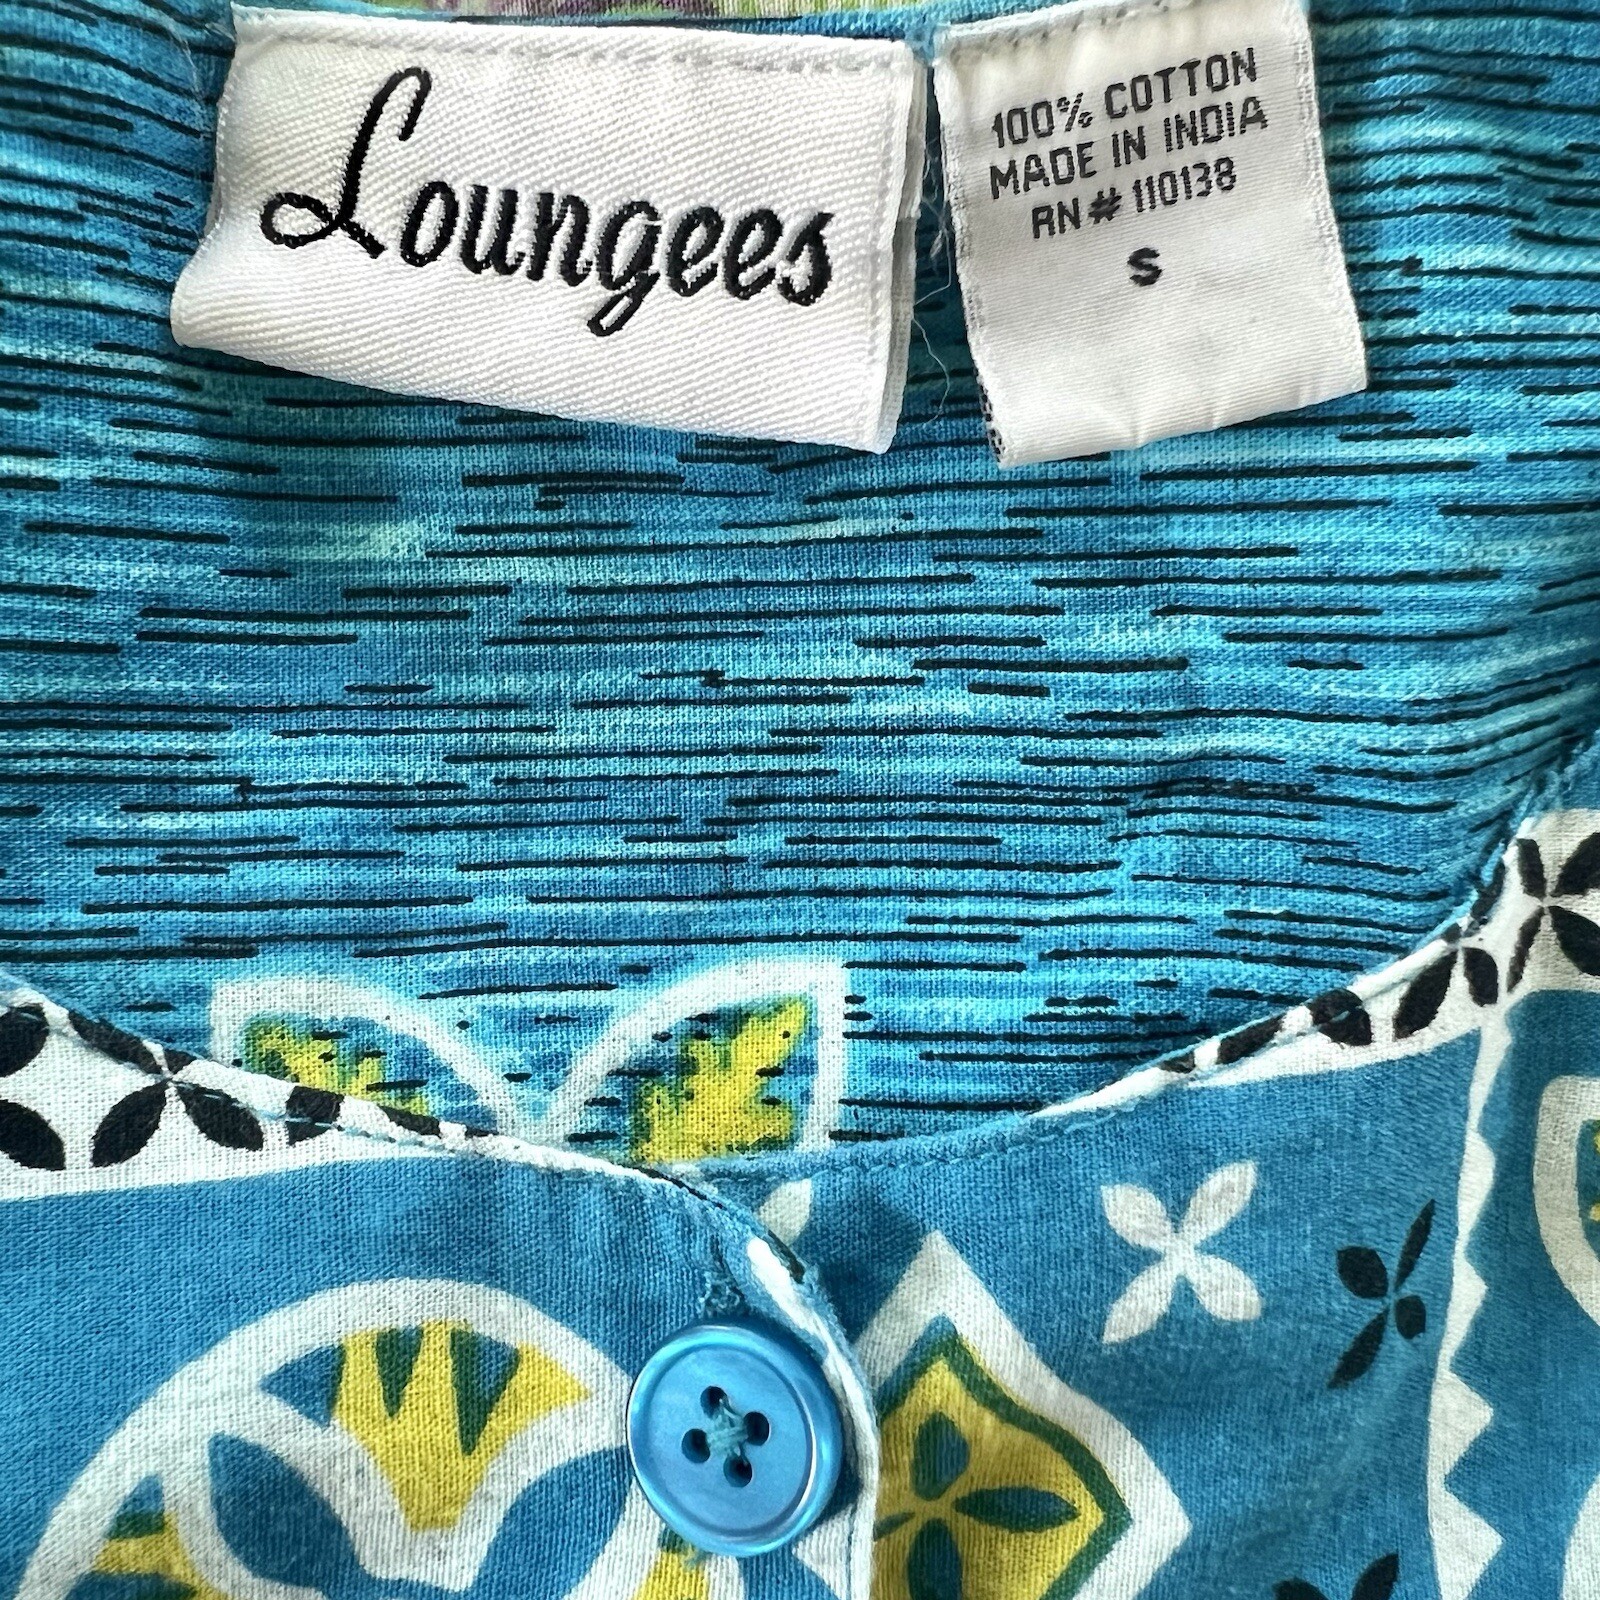 Loungees
100% COTTON
MADE IN INDIA
RN# 110138
S